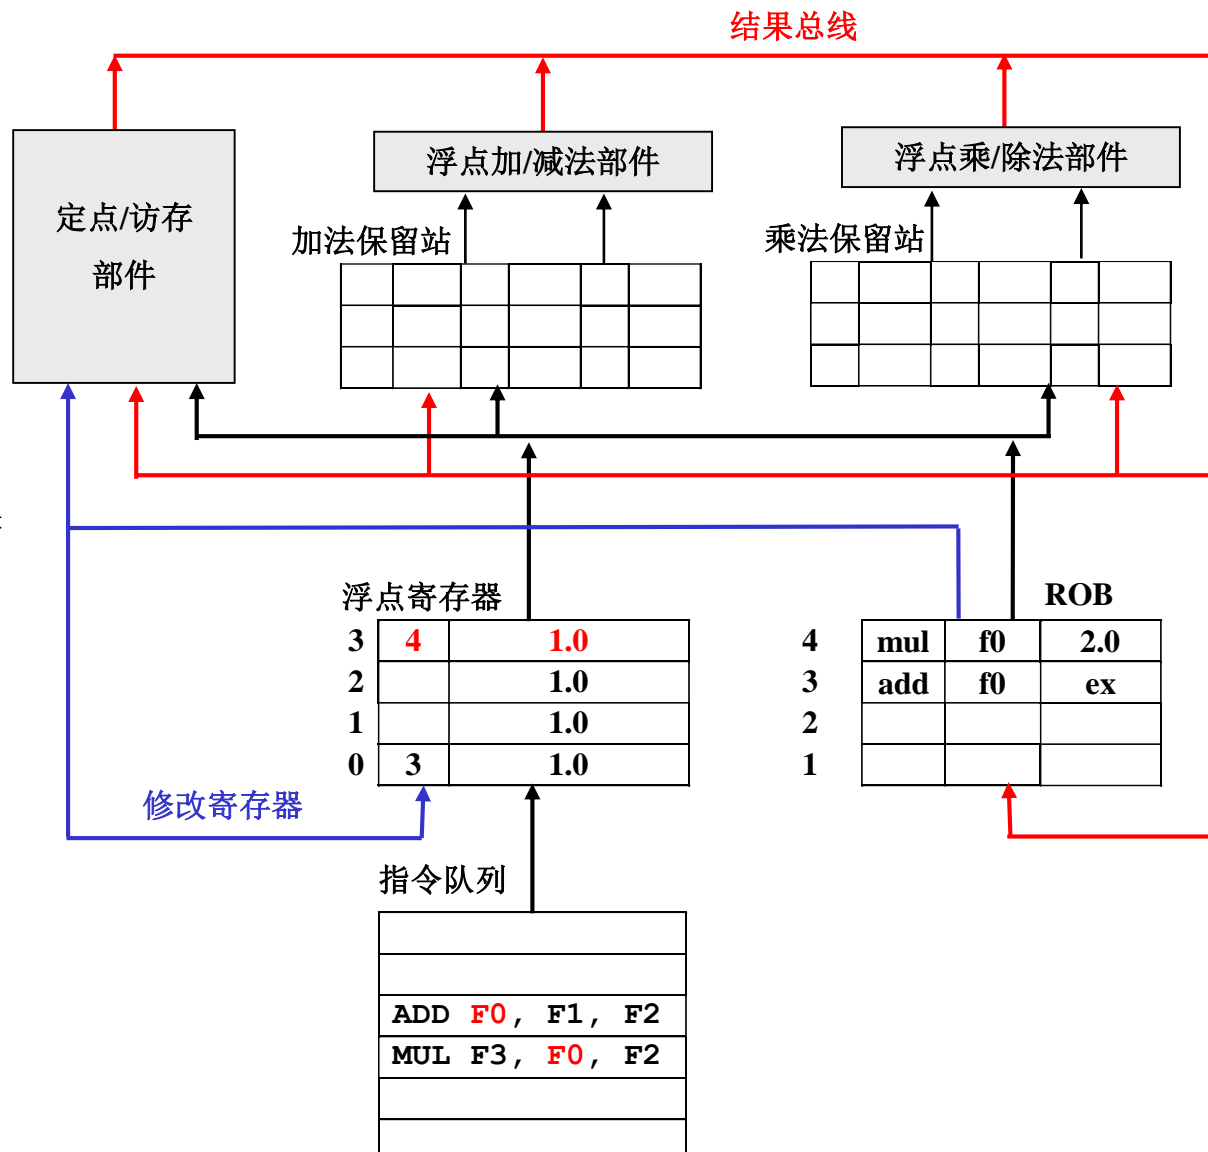 结果总线
浮点加/减法部件
浮点乘/除法部件
定点/访存
部件
加法保留站
乘法保留站
浮点寄存器
ROB
3 4 1.0
2 1.0
1 1.0
0 3 1.0
4 mul f0 2.0
3 add f0 ex
2
1
修改寄存器
指令队列
ADD F0, F1, F2
MUL F3, F0, F2